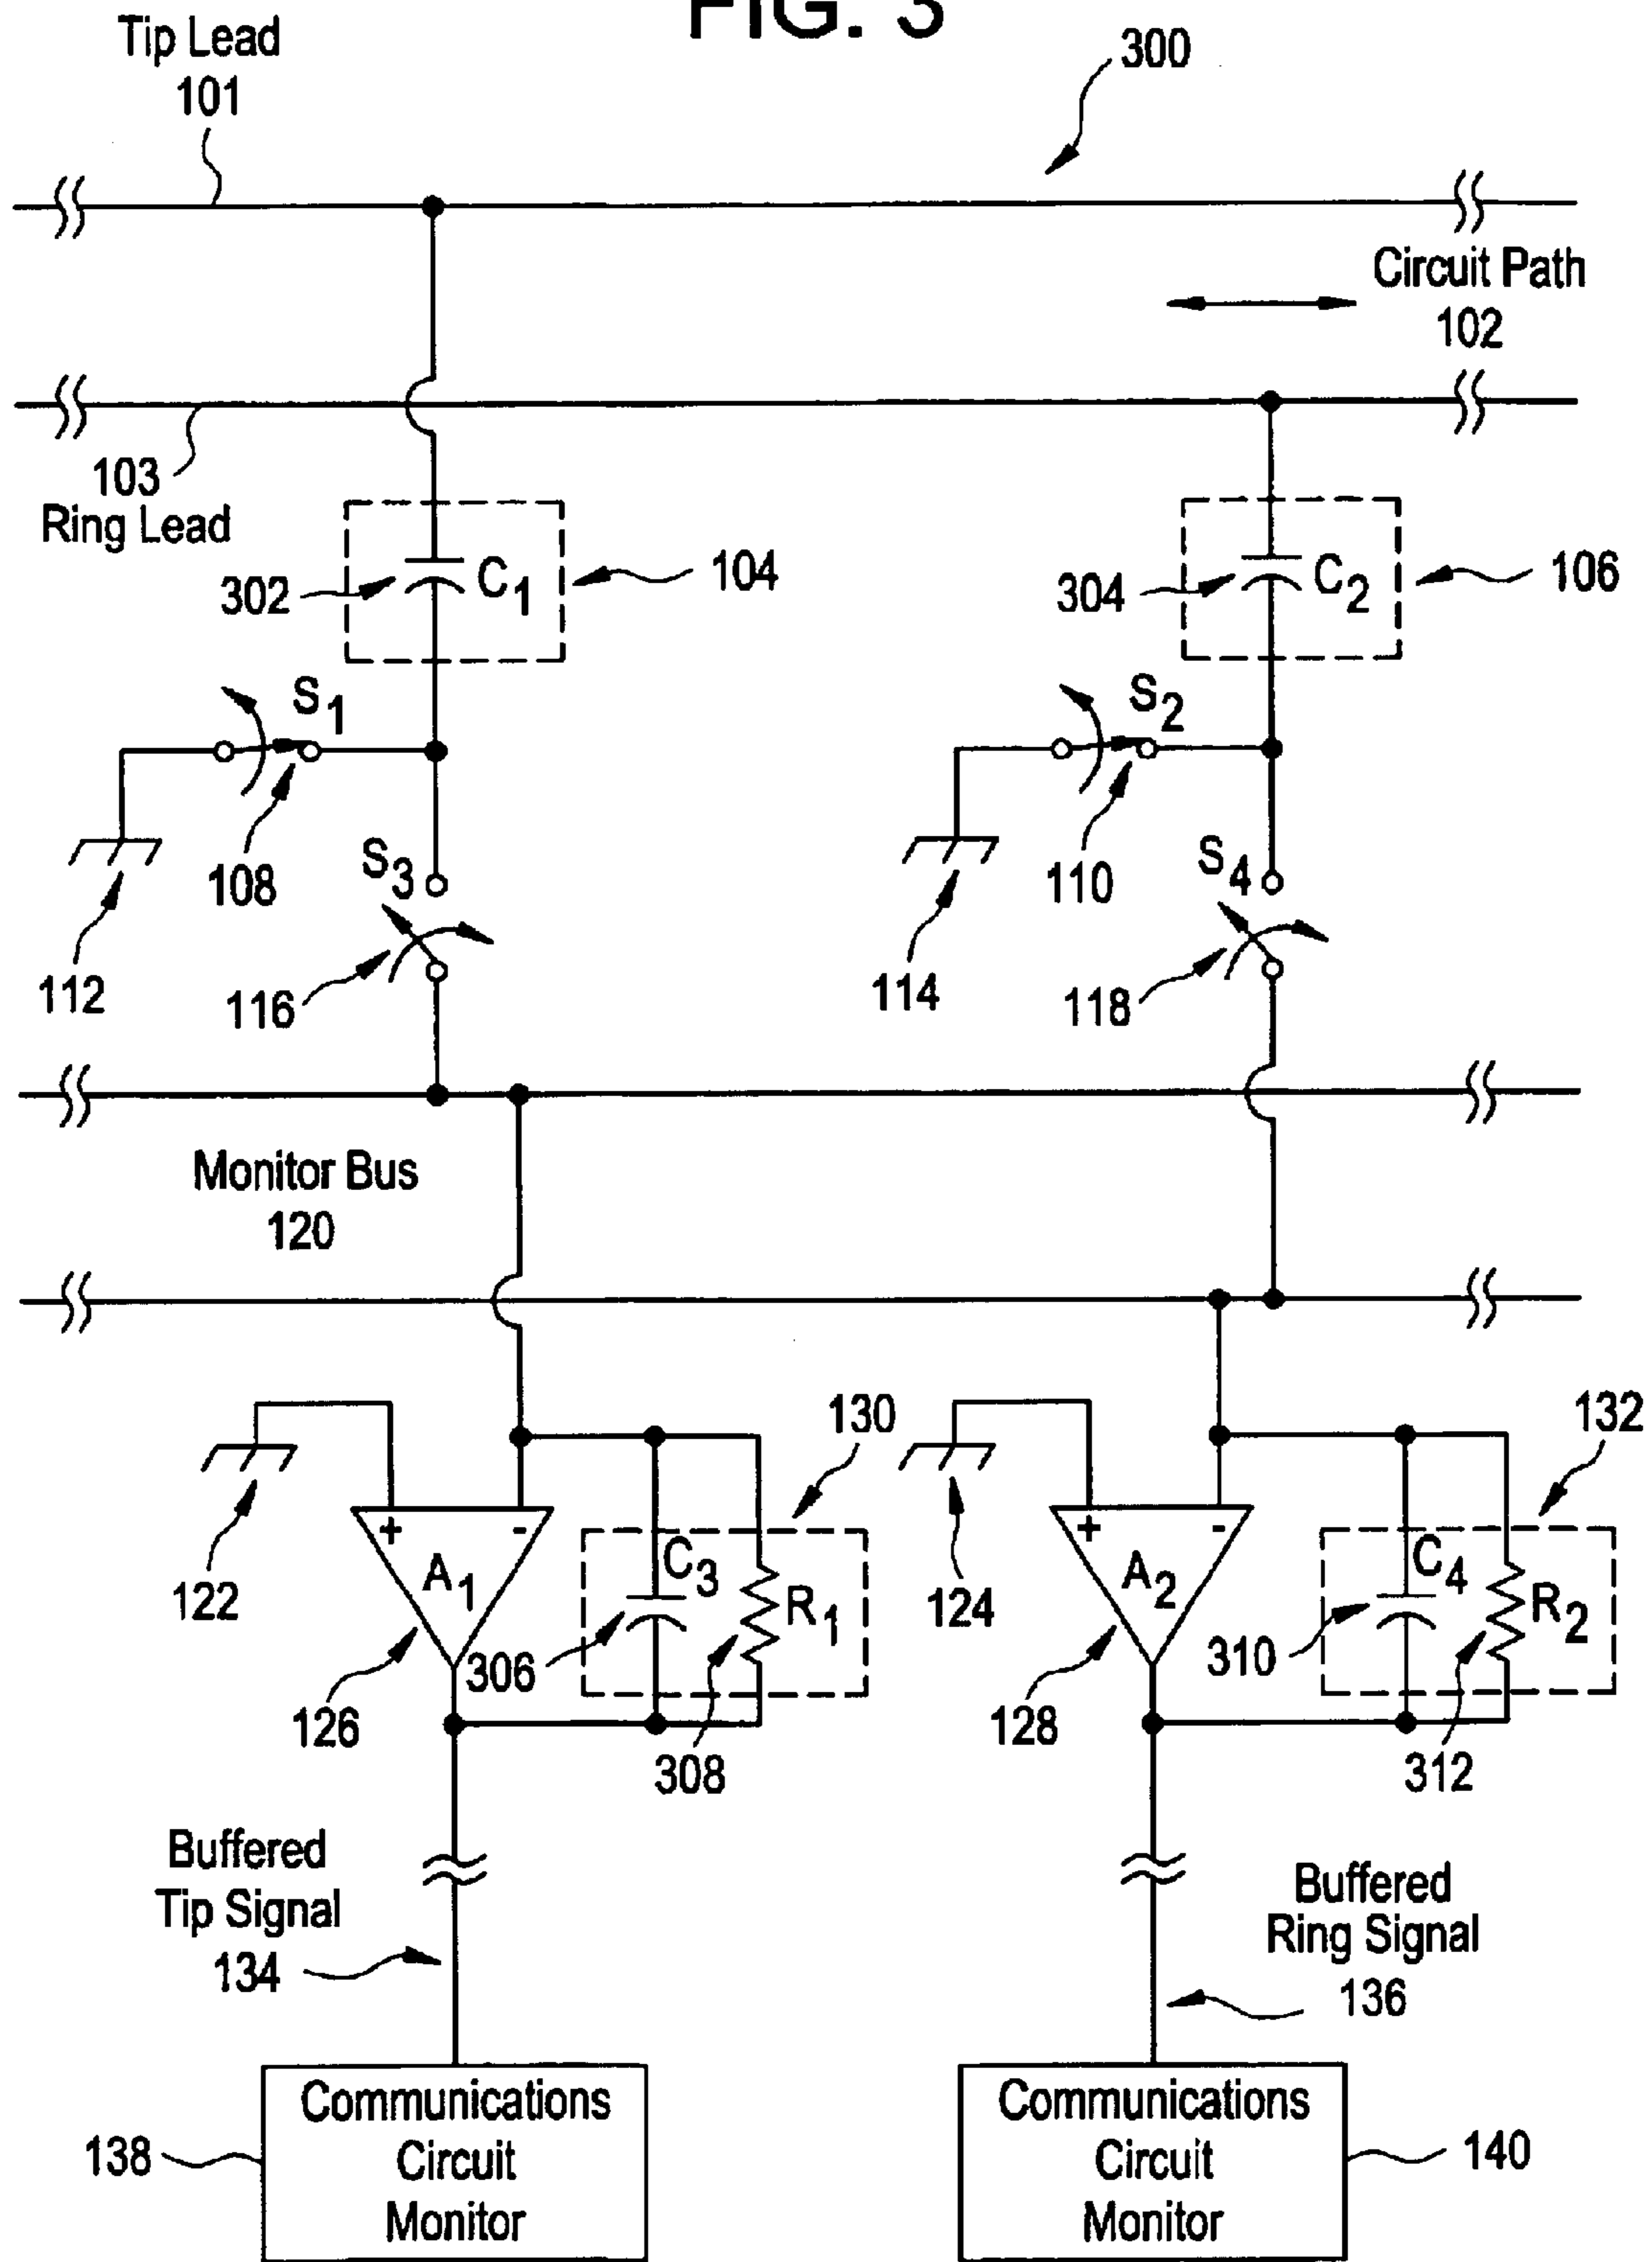 FIG. 3
Tip Lead
101
300
Circuit Path
102
103
Ring Lead
302
C1
104
304
C2
106
S1
S2
108
S3
110
S4
112
116
114
118
Monitor Bus
120
130
132
122
+
-
A1
C3
R1
124
+
-
A2
C4
R2
306
310
126
308
128
312
Buffered
Tip Signal
134
Buffered
Ring Signal
136
138
Communications
Circuit
Monitor
Communications
Circuit
Monitor
140